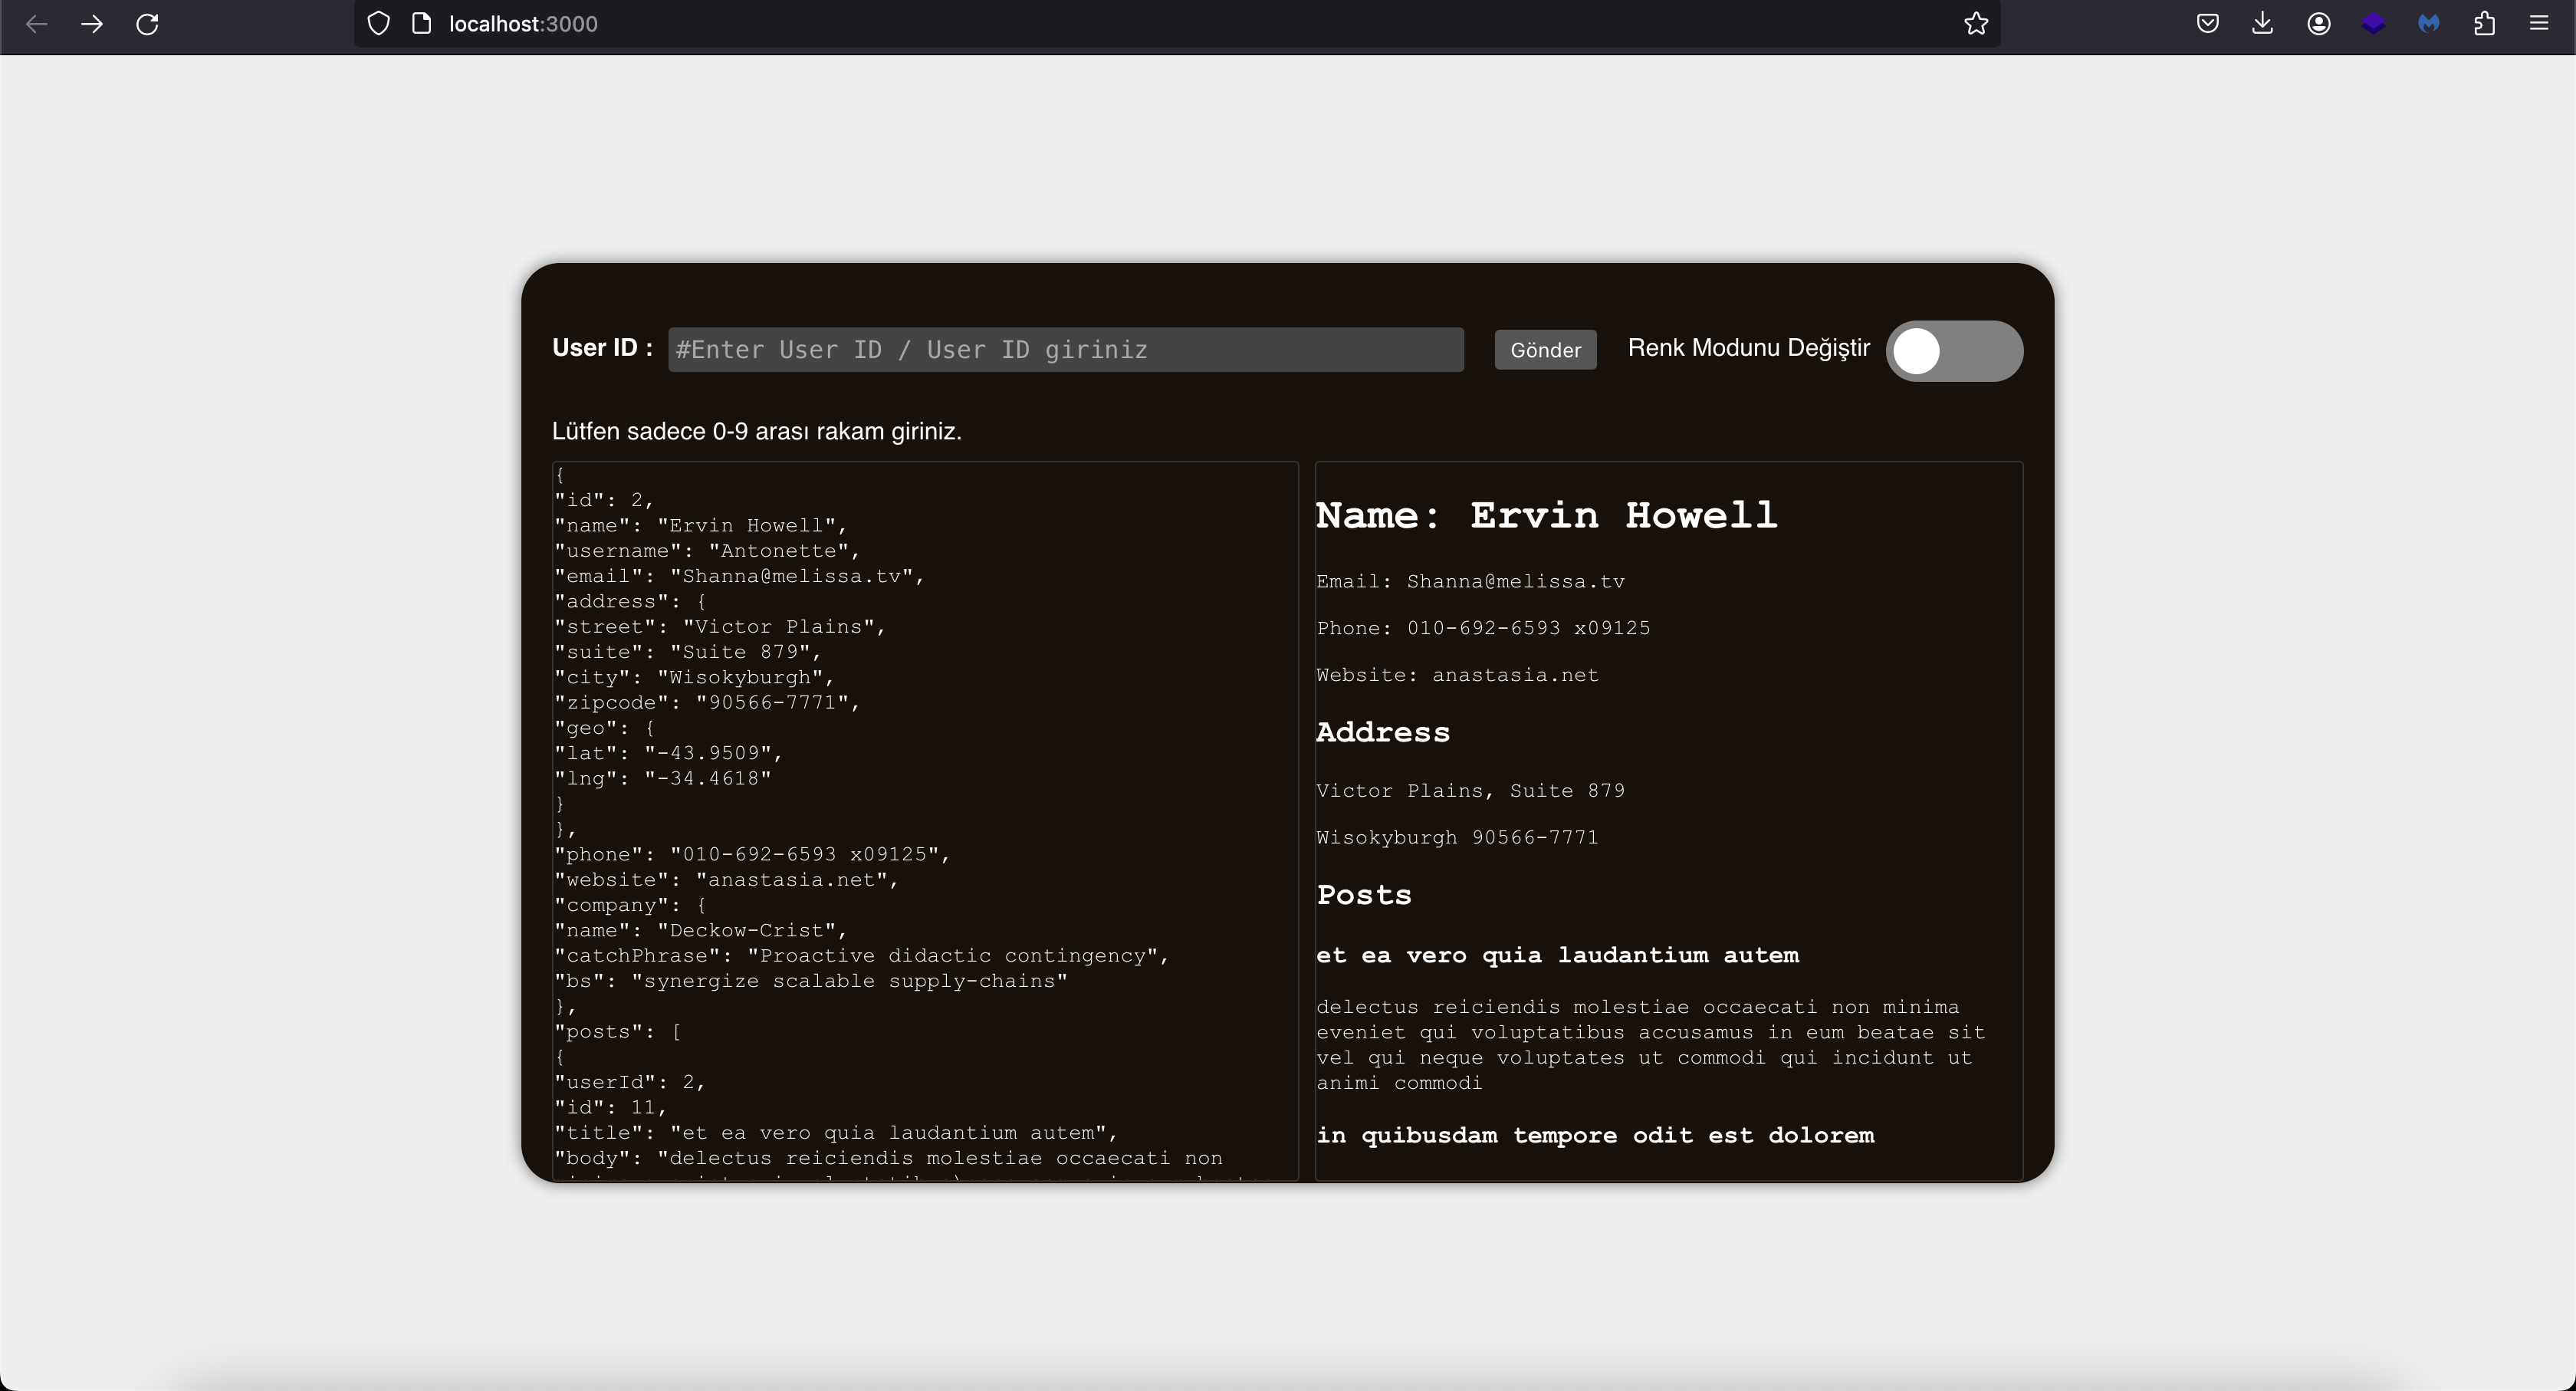 localhost:3000
User ID :
#Enter User ID / User ID giriniz
Gönder
Renk Modunu Değiştir
Lütfen sadece 0-9 arası rakam giriniz.
{
"id": 2,
"name": "Ervin Howell",
"username": "Antonette",
"email": "Shanna@melissa.tv",
"address": {
"street": "Victor Plains",
"suite": "Suite 879",
"city": "Wisokyburgh",
"zipcode": "90566-7771",
"geo": {
"lat": "-43.9509",
"lng": "-34.4618"
}
},
"phone": "010-692-6593 x09125",
"website": "anastasia.net",
"company": {
"name": "Deckow-Crist",
"catchPhrase": "Proactive didactic contingency",
"bs": "synergize scalable supply-chains"
},
"posts": [
{
"userId": 2,
"id": 11,
"title": "et ea vero quia laudantium autem",
"body": "delectus reiciendis molestiae occaecati non
Name: Ervin Howell
Email: Shanna@melissa.tv
Phone: 010-692-6593 x09125
Website: anastasia.net
Address
Victor Plains, Suite 879
Wisokyburgh 90566-7771
Posts
et ea vero quia laudantium autem
delectus reiciendis molestiae occaecati non minima
eveniet qui voluptatibus accusamus in eum beatae sit
vel qui neque voluptates ut commodi qui incidunt ut
animi commodi
in quibusdam tempore odit est dolorem